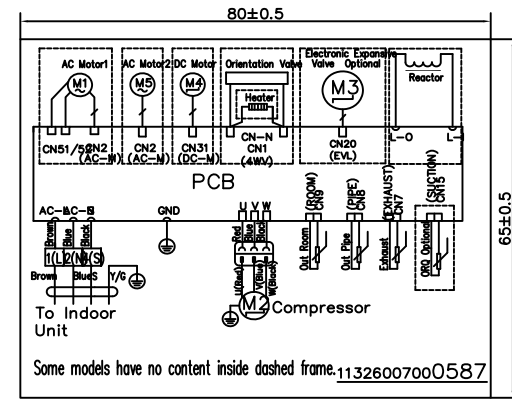 80±0.5
Electronic Expansive
AC Motor1 AC Motor2 DC Motor Orientation Valve Valve Optional
M1 M5 M4 M3 Reactor
Heater
CN51/52 CN2 CN2 CN31 CN-N CN20 L-O L-I
(AC-M) (AC-M) (DC-M) CN1 (EVL)
(4WV)
PCB
(ROOM) (PIPE) (EXHAUST) (SUCTION)
CN9 CN8 CN7 CN15
AC-L AC-N S GND U V W
Brown Blue Black Red Blue Black
1(L) 2(N) (S)
Brown Blue S Y/G
U(Red) V(Blue) W(Black)
Out Room Out Pipe Exhaust ORQ Optional
To Indoor
Unit
M2 Compressor
65±0.5
Some models have no content inside dashed frame.
11326007000587